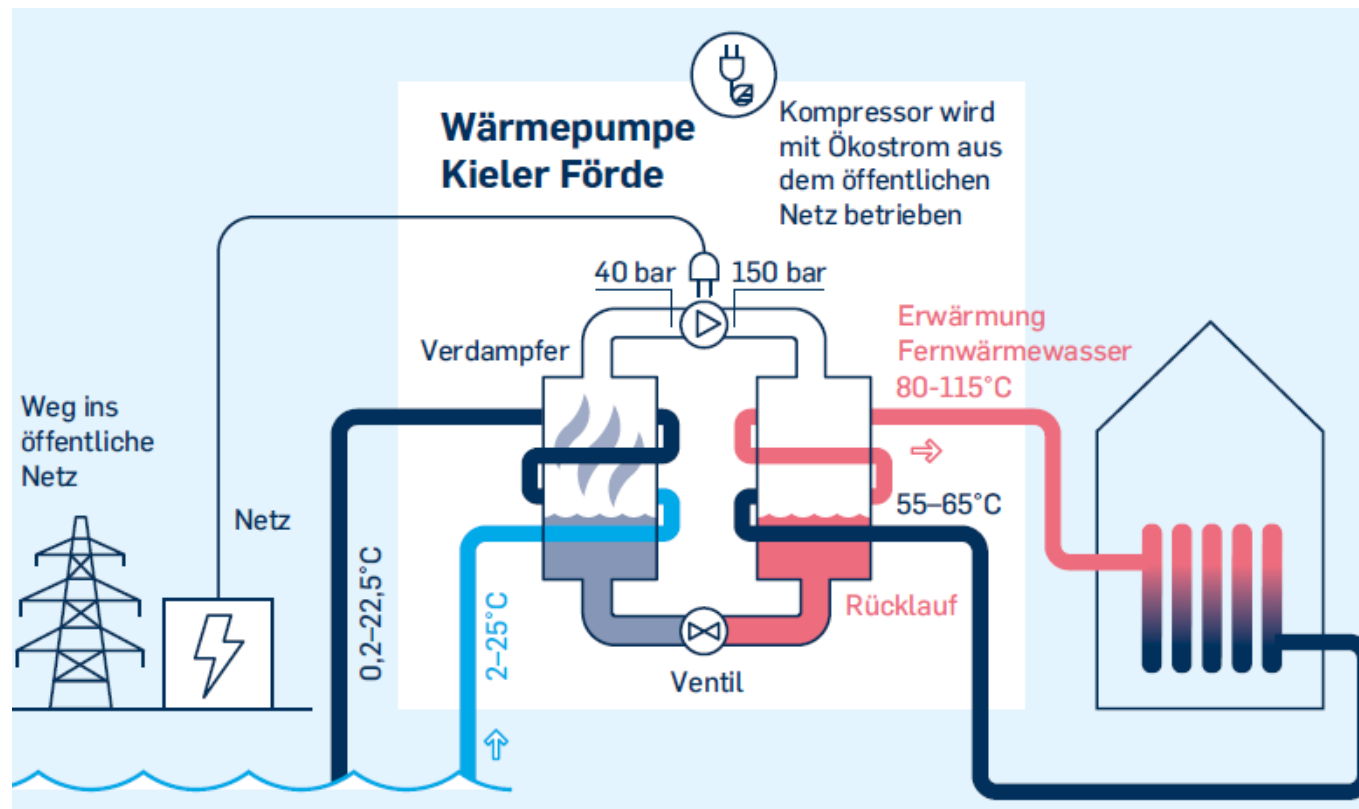 Wärmepumpe
Kieler Förde
Kompressor wird
mit Ökostrom aus
dem öffentlichen
Netz betrieben
40 bar
150 bar
Verdampfer
Erwärmung
Fernwärmewasser
80-115°C
Weg ins
öffentliche
Netz
Netz
55–65°C
0,2–22,5°C
2–25°C
Rücklauf
Ventil